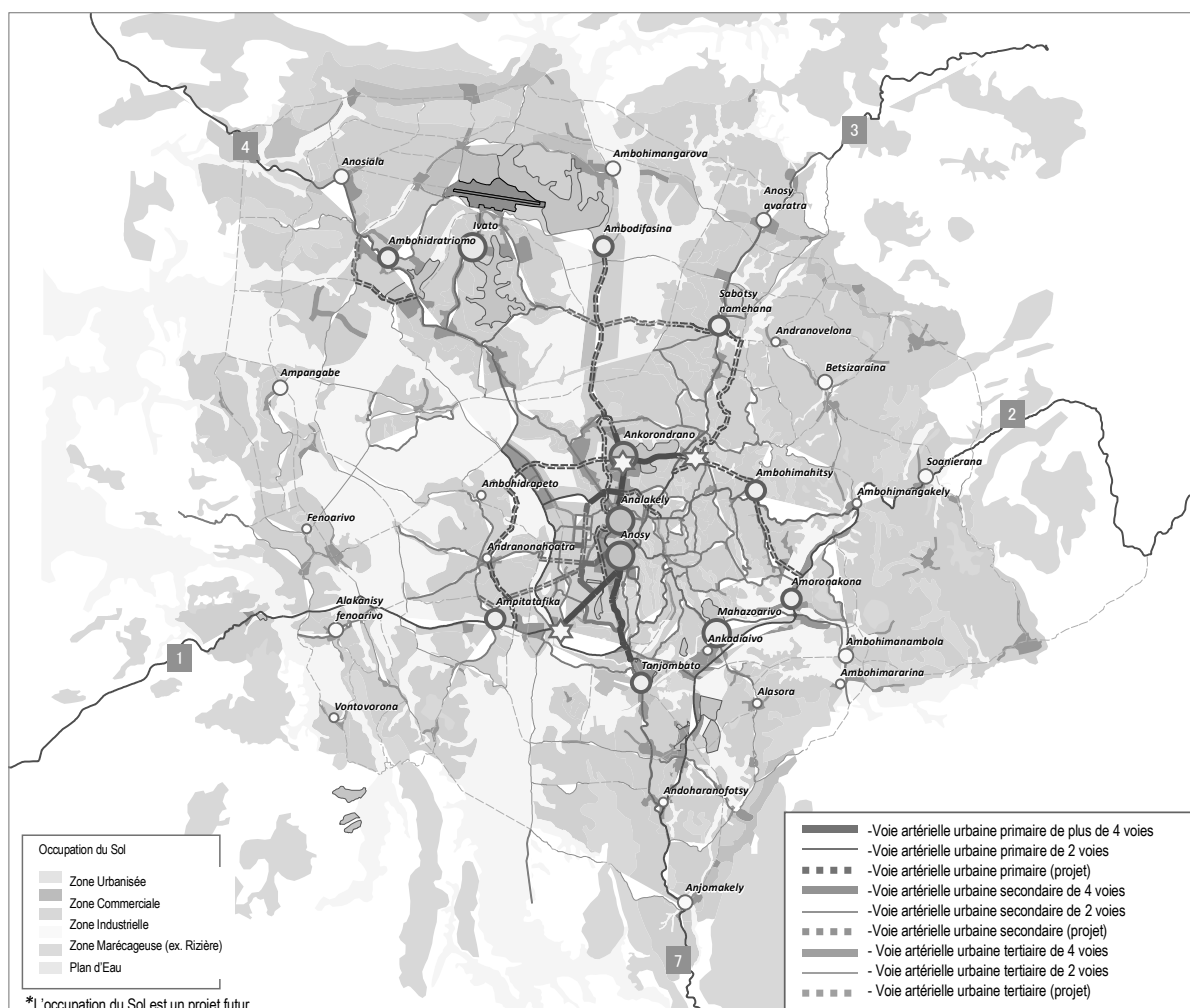 3
4
Ambohimangarova
Anosiala
Anosy
avaratra
Ivato
Ambohidratriomo
Ambodifasina
Sabotsy
namehana
Andranovelona
Ampangabe
Betsizaraina
2
Ankorondrano
Soanierana
Ambohimahitsy
Ambohidrapeto
Ambohimangakely
Analakely
Fenoarivo
Anosy
Andranonahoatra
Amoronakona
Alakanisy
fenoarivo
Ampitatafika
Mahazoarivo
Ankadiaivo
Ambohimanambola
1
Tanjombato
Ambohimararina
Alasora
Vontovorona
Andoharanofotsy
Anjomakely
7
Occupation du Sol
Zone Urbanisée
Zone Commerciale
Zone Industrielle
Zone Marécageuse (ex. Rizière)
Plan d'Eau
*L'occupation du Sol est un projet futur
-Voie artérielle urbaine primaire de plus de 4 voies
-Voie artérielle urbaine primaire de 2 voies
-Voie artérielle urbaine primaire (projet)
-Voie artérielle urbaine secondaire de 4 voies
-Voie artérielle urbaine secondaire de 2 voies
-Voie artérielle urbaine secondaire (projet)
- Voie artérielle urbaine tertiaire de 4 voies
- Voie artérielle urbaine tertiaire de 2 voies
- Voie artérielle urbaine tertiaire (projet)